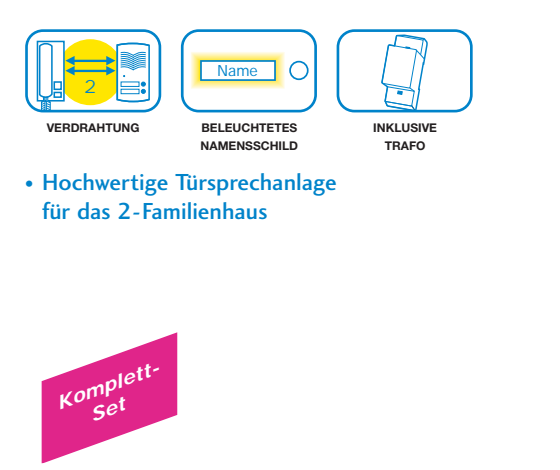 2
Name
VERDRAHTUNG
BELEUCHTETES
NAMENSSCHILD
INKLUSIVE
TRAFO
• Hochwertige Türsprechanlage
für das 2-Familienhaus
Komplett-
Set